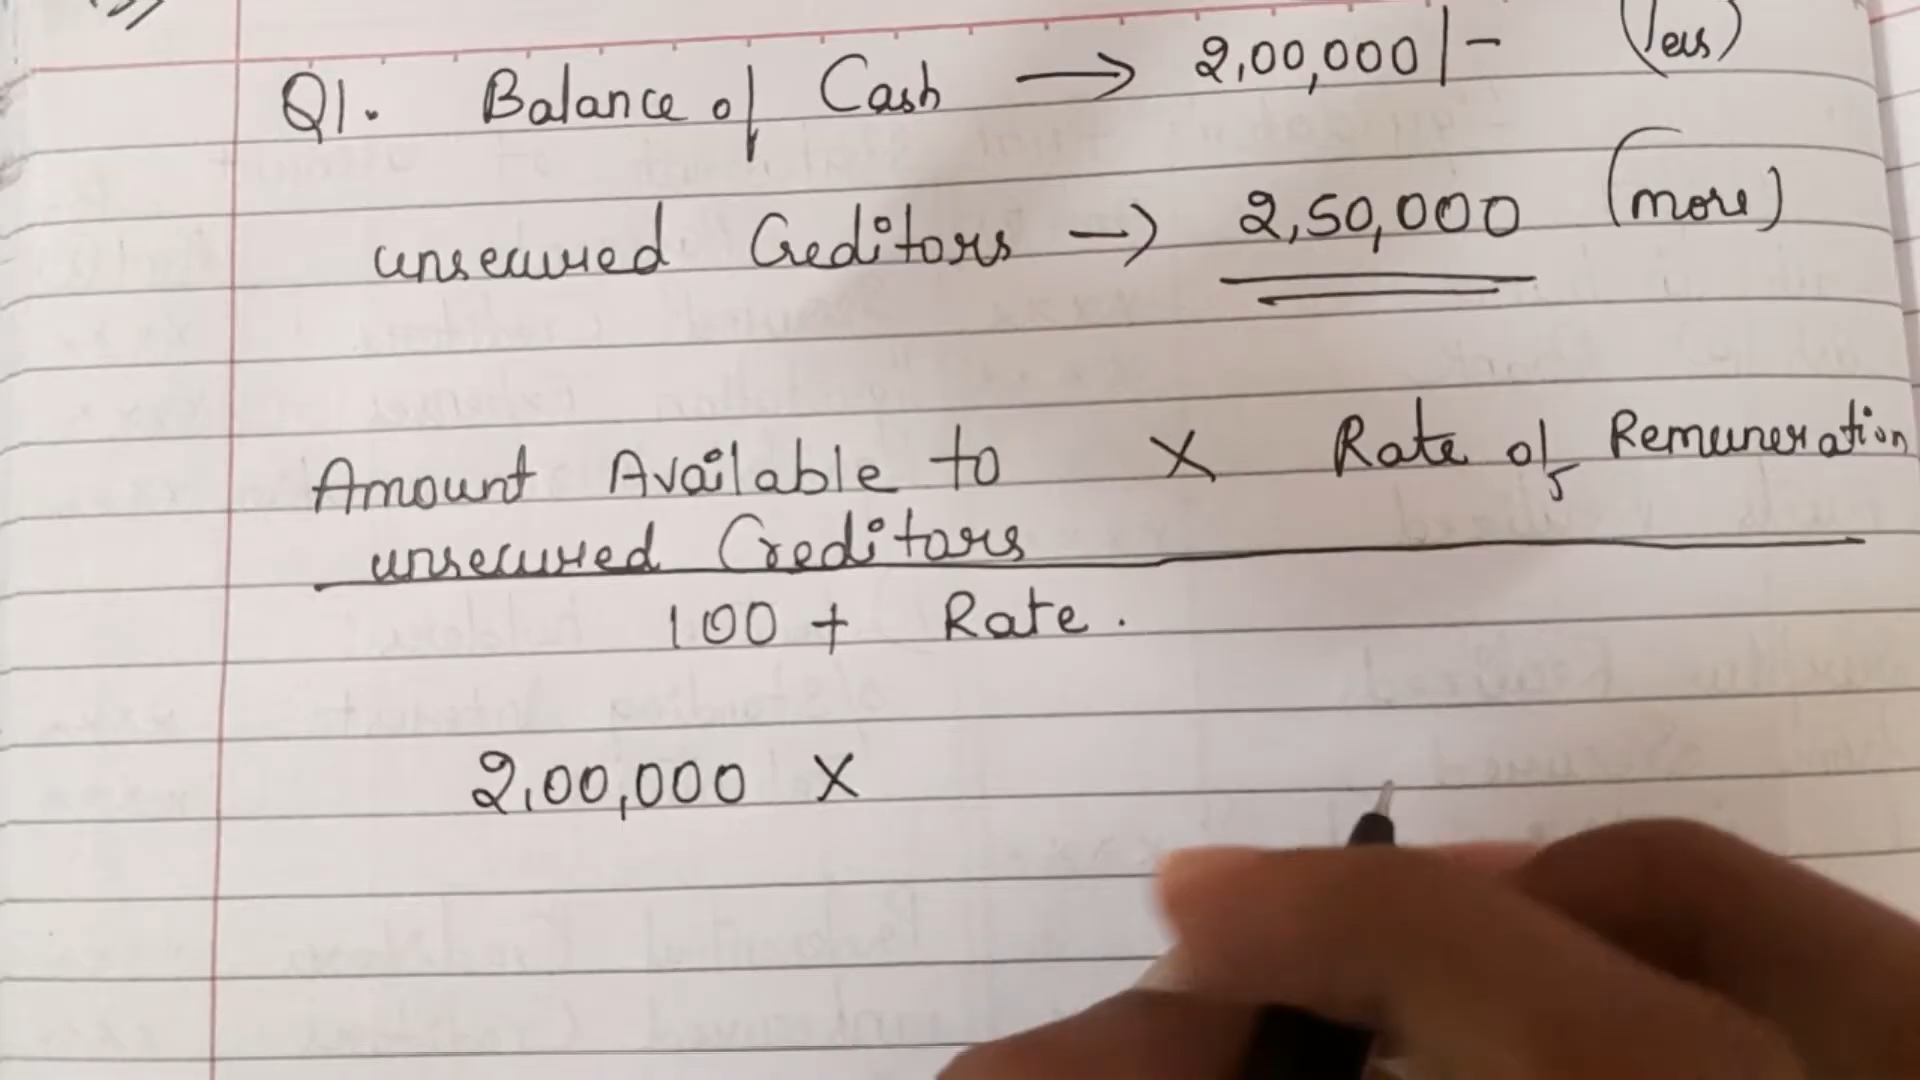 Q1. Balance of Cash → 2,00,000/- (less)
unsecured Creditors → 2,50,000 (more)
Amount Available to × Rate of Remuneration
unsecured Creditors
100 + Rate.
2,00,000 ×